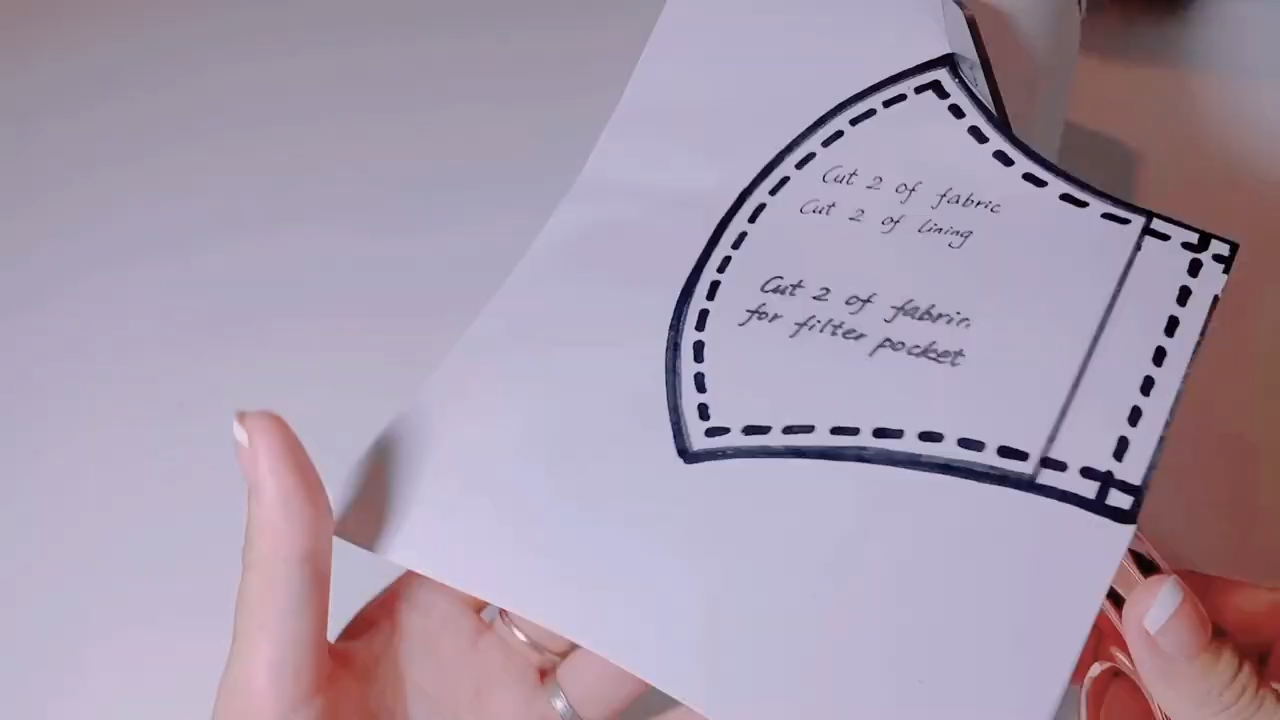 Cut 2 of fabric
Cut 2 of lining
Cut 2 of fabric
for filter pocket